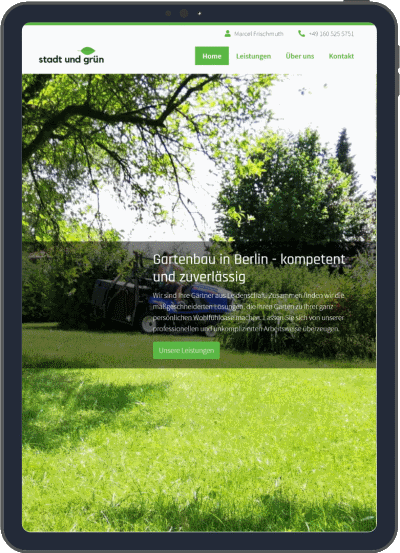 Marcel Frischmuth +49 160 525 5751
stadt und grün
Home Leistungen Über uns Kontakt
Gartenbau in Berlin - kompetent
und zuverlässig
Wir sind Ihre Gärtner aus Leidenschaft. Zusammen finden wir die
maßgeschneiderten Lösungen, die Ihren Garten zu Ihrer ganz
persönlichen Wohlfühloase machen. Lassen Sie sich von unserer
professionellen und unkomplizierten Arbeitsweise überzeugen.
Unsere Leistungen